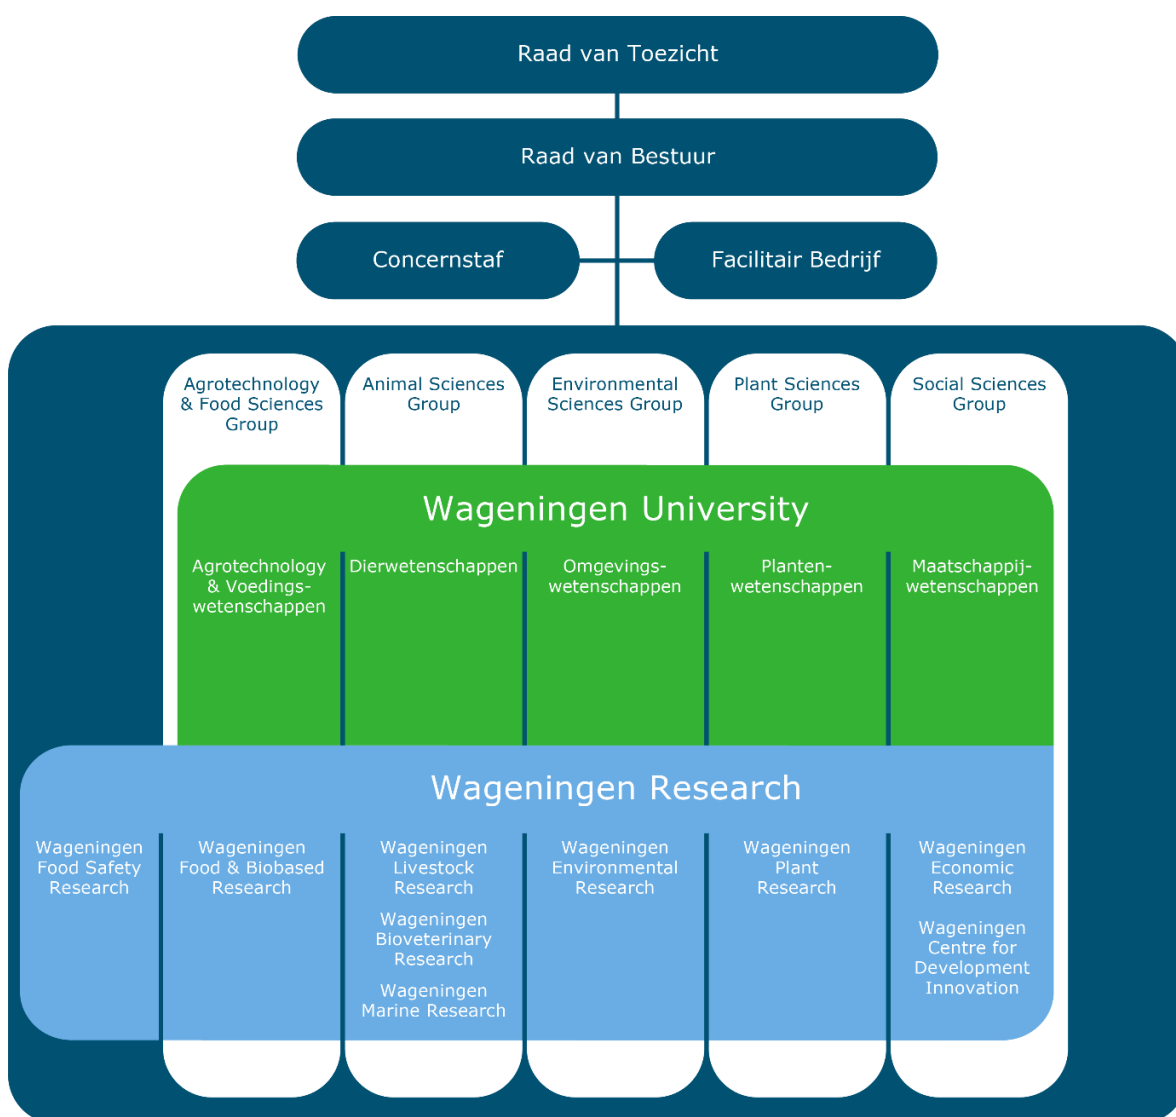 Raad van Toezicht
Raad van Bestuur
Concernstaf
Facilitair Bedrijf
Agrotechnology
& Food Sciences
Group
Animal Sciences
Group
Environmental
Sciences Group
Plant Sciences
Group
Social Sciences
Group
Wageningen University
Agrotechnology
& Voedings-
wetenschappen
Dierwetenschappen
Omgevings-
wetenschappen
Planten-
wetenschappen
Maatschappij-
wetenschappen
Wageningen Research
Wageningen
Food Safety
Research
Wageningen
Food & Biobased
Research
Wageningen
Livestock
Research
Wageningen
Bioveterinary
Research
Wageningen
Marine Research
Wageningen
Environmental
Research
Wageningen
Plant
Research
Wageningen
Economic
Research
Wageningen
Centre for
Development
Innovation